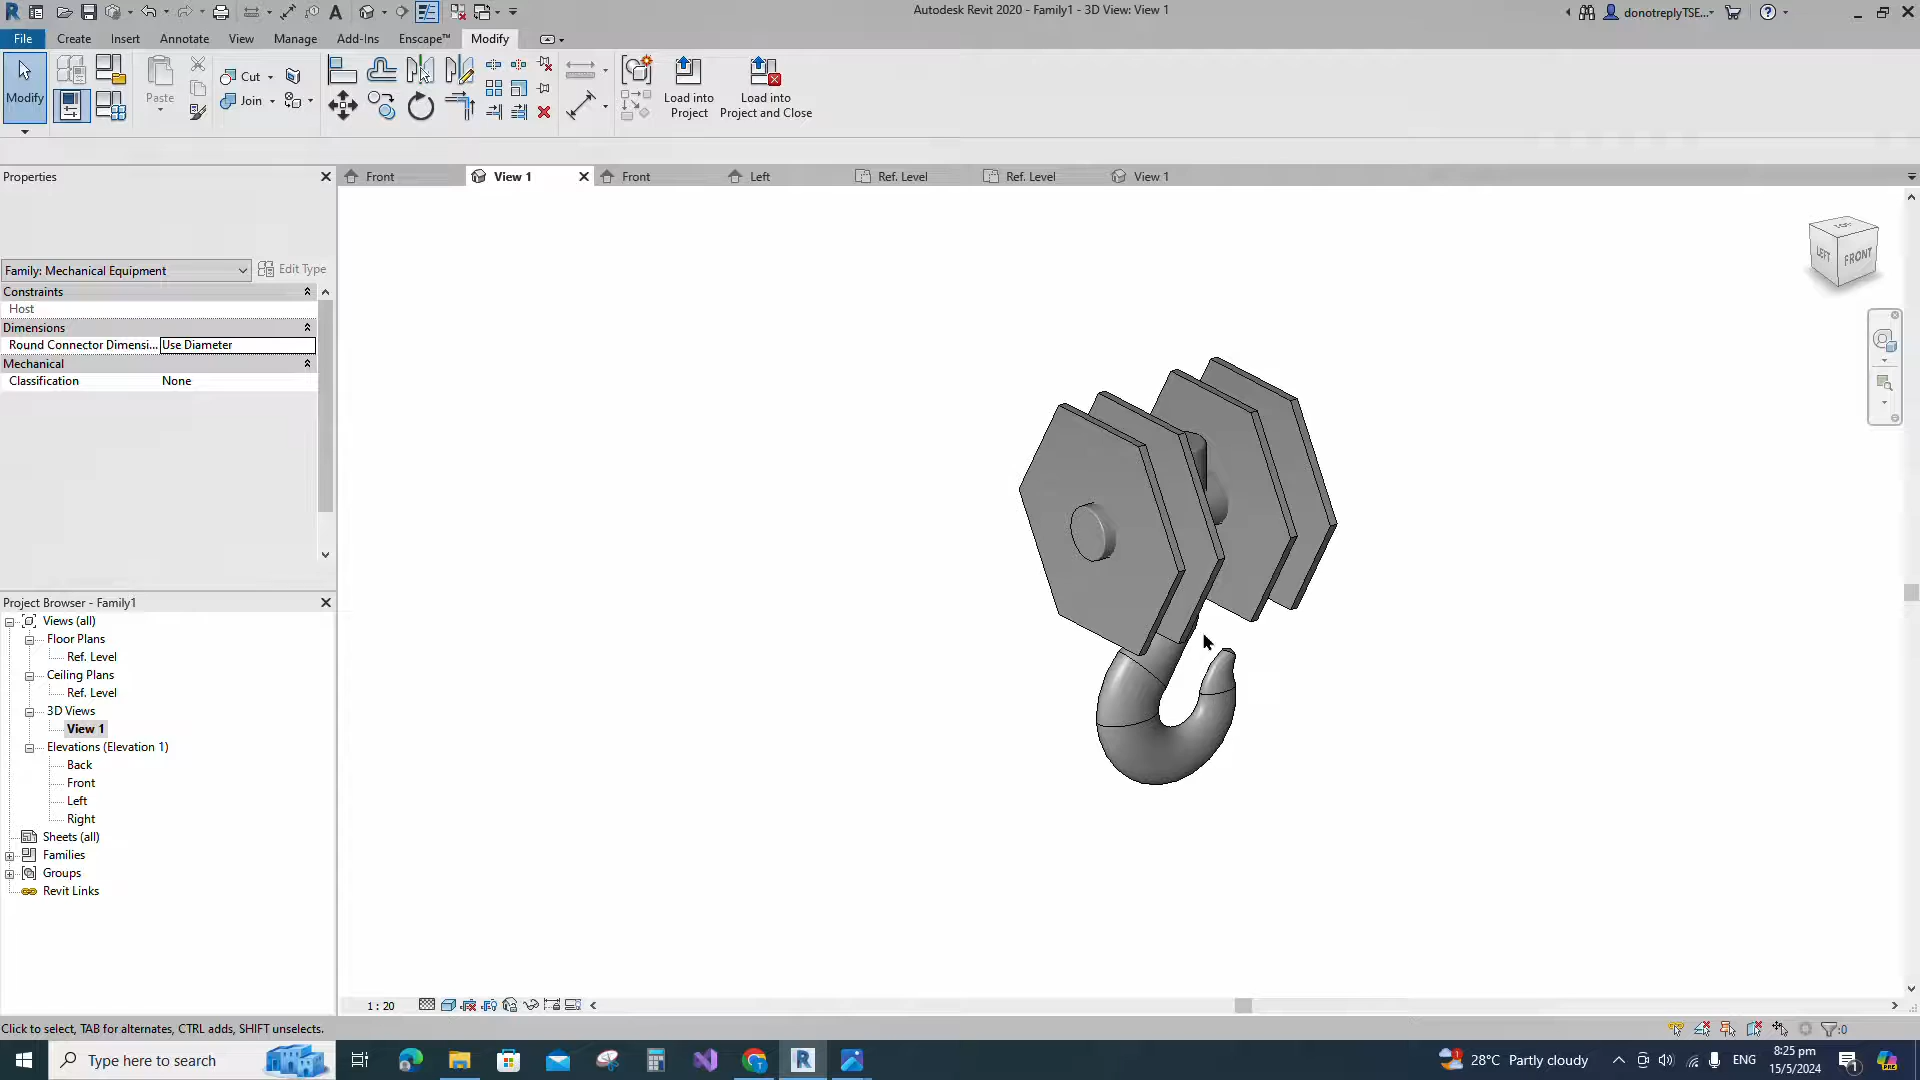 Autodesk Revit 2020 - Family1 - 3D View: View 1
donotreplyTSE...
File
Create
Insert
Annotate
View
Manage
Add-Ins
Enscape™
Modify
Modify
Paste
Cut
Join
Load into
Project
Load into
Project and Close
Properties
Front
View 1
Front
Left
Ref. Level
Ref. Level
View 1
Family: Mechanical Equipment
Edit Type
Constraints
Host
Dimensions
Round Connector Dimensi...
Use Diameter
Mechanical
Classification
None
TOP
LEFT
FRONT
Project Browser - Family1
Views (all)
Floor Plans
Ref. Level
Ceiling Plans
Ref. Level
3D Views
View 1
Elevations (Elevation 1)
Back
Front
Left
Right
Sheets (all)
Families
Groups
Revit Links
1 : 20
Click to select, TAB for alternates, CTRL adds, SHIFT unselects.
:0
Type here to search
28°C Partly cloudy
ENG
8:25 pm
15/5/2024